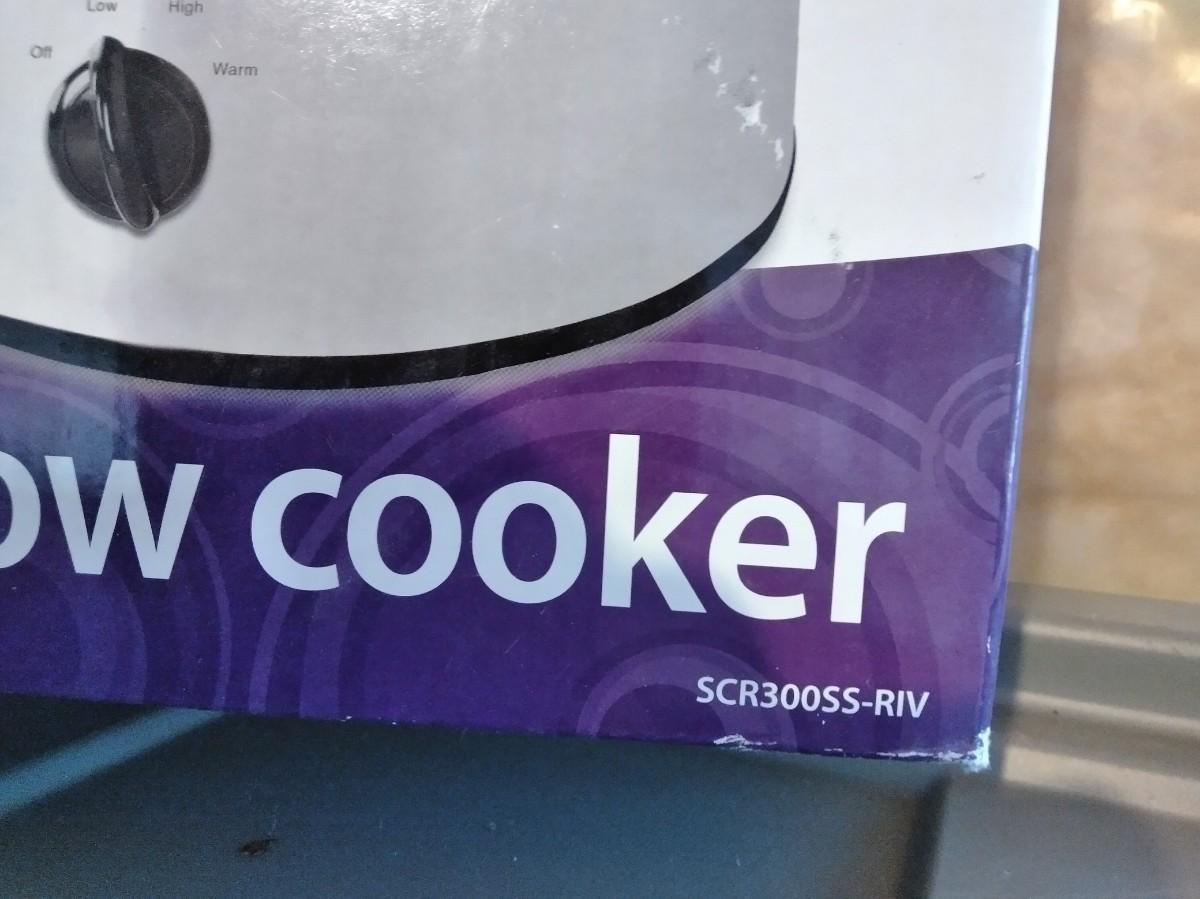 Low High
Off
Warm
ow cooker
SCR300SS-RIV